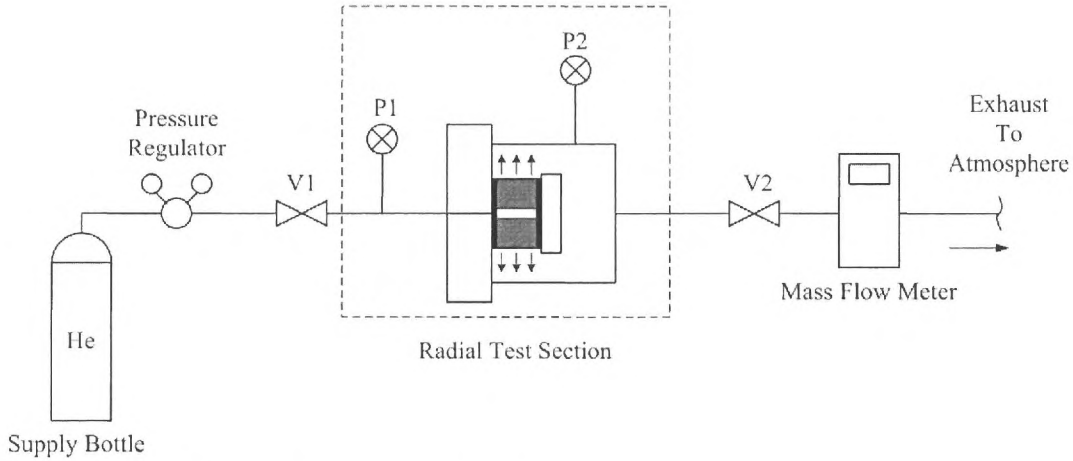 P2
P1
Exhaust
To
Atmosphere
Pressure
Regulator
V1
V2
Mass Flow Meter
He
Radial Test Section
Supply Bottle